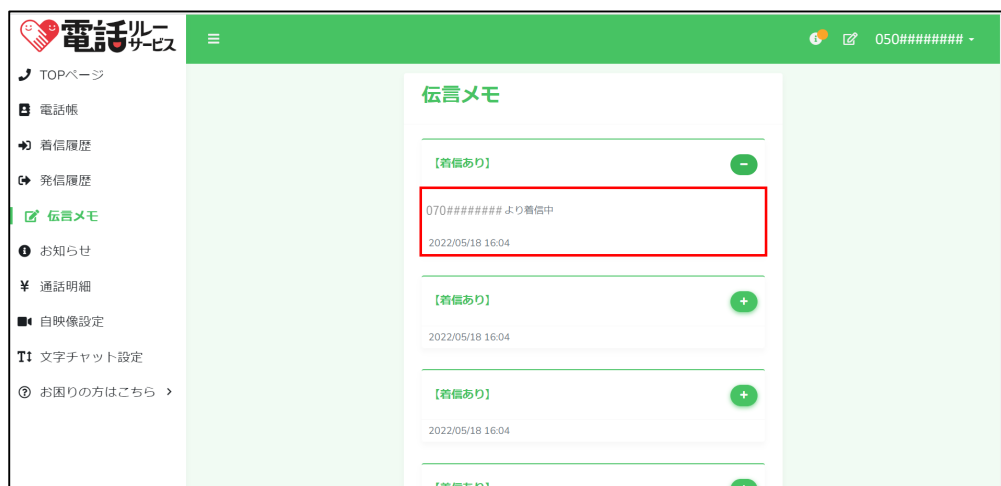 電話リレーサービス
050########
TOPページ
電話帳
着信履歴
発信履歴
伝言メモ
お知らせ
通話明細
自映像設定
文字チャット設定
お困りの方はこちら
伝言メモ
【着信あり】
070######## より着信中
2022/05/18 16:04
【着信あり】
2022/05/18 16:04
【着信あり】
2022/05/18 16:04
【着信あり】